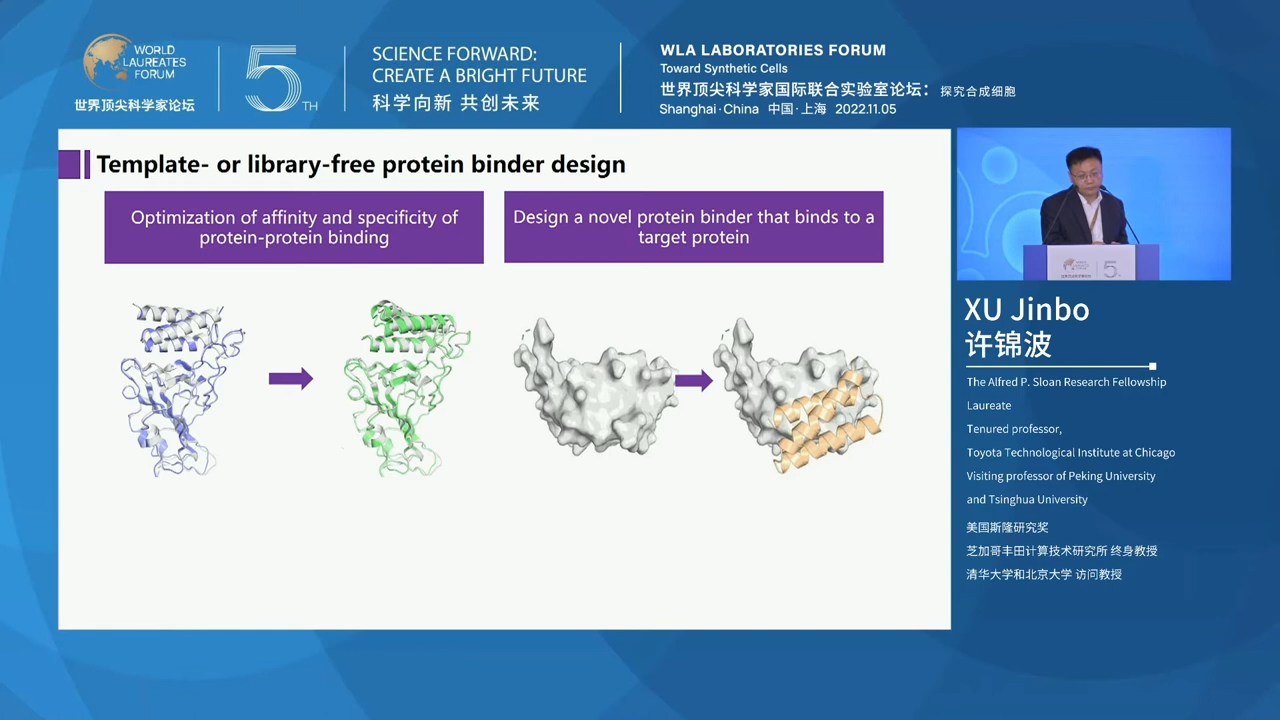 WORLD
LAUREATES
FORUM
世界顶尖科学家论坛
5TH
SCIENCE FORWARD:
CREATE A BRIGHT FUTURE
科学向新 共创未来
WLA LABORATORIES FORUM
Toward Synthetic Cells
世界顶尖科学家国际联合实验室论坛：探究合成细胞
Shanghai·China 中国·上海 2022.11.05
Template- or library-free protein binder design
Optimization of affinity and specificity of
protein-protein binding
Design a novel protein binder that binds to a
target protein
XU Jinbo
许锦波
The Alfred P. Sloan Research Fellowship
Laureate
Tenured professor,
Toyota Technological Institute at Chicago
Visiting professor of Peking University
and Tsinghua University
美国斯隆研究奖
芝加哥丰田计算技术研究所 终身教授
清华大学和北京大学 访问教授